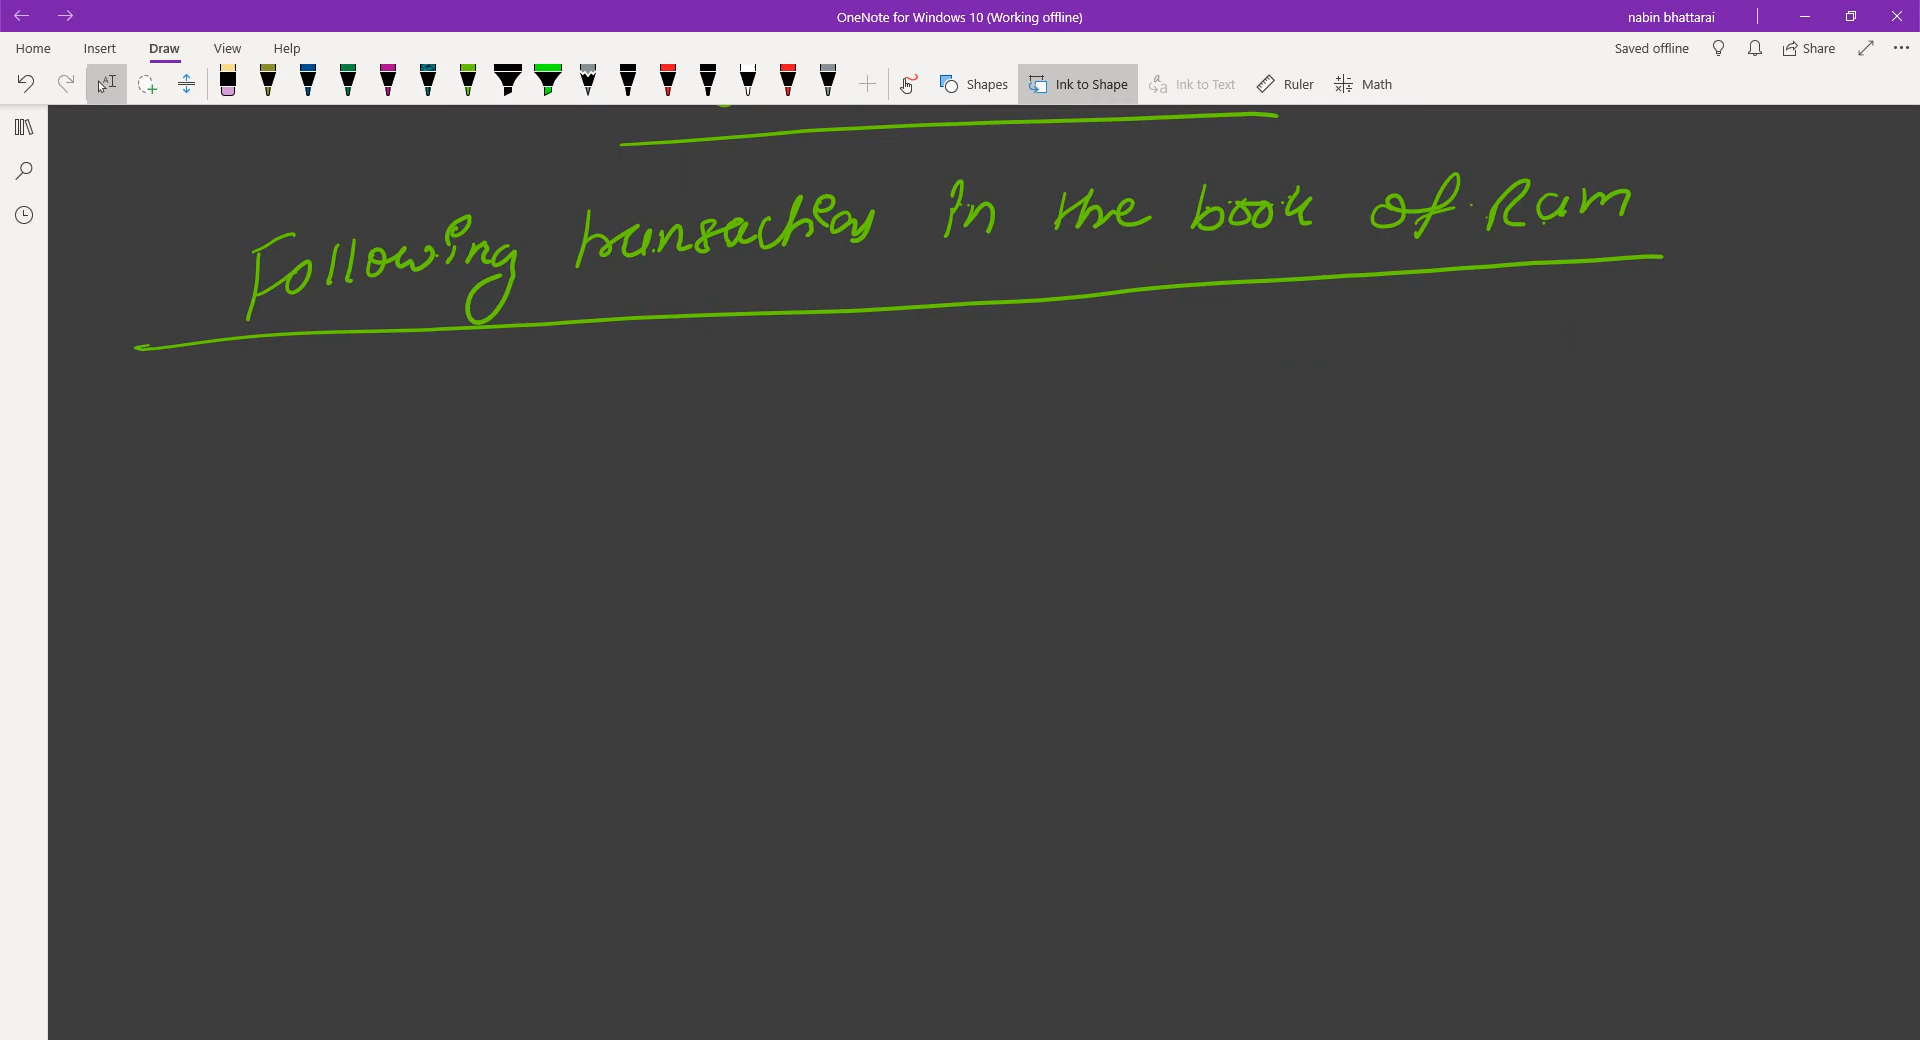 OneNote for Windows 10 (Working offline)
nabin bhattarai
Home Insert Draw View Help
Saved offline
Share
Shapes
Ink to Shape
Ink to Text
Ruler
Math
Following transactions in the book of Ram